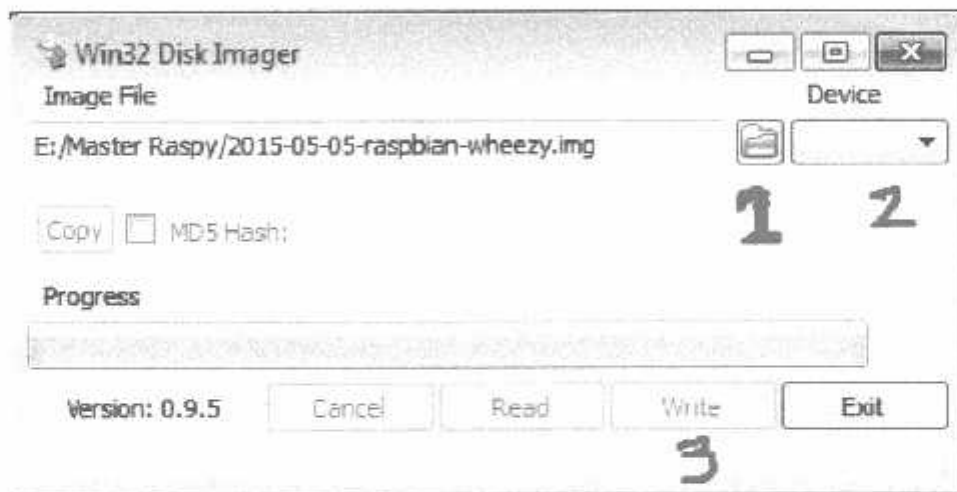 Win32 Disk Imager
Image File
Device
E:/Master Raspy/2015-05-05-raspbian-wheezy.img
1
2
Copy MD5 Hash:
Progress
Version: 0.9.5 Cancel Read Write Exit
3